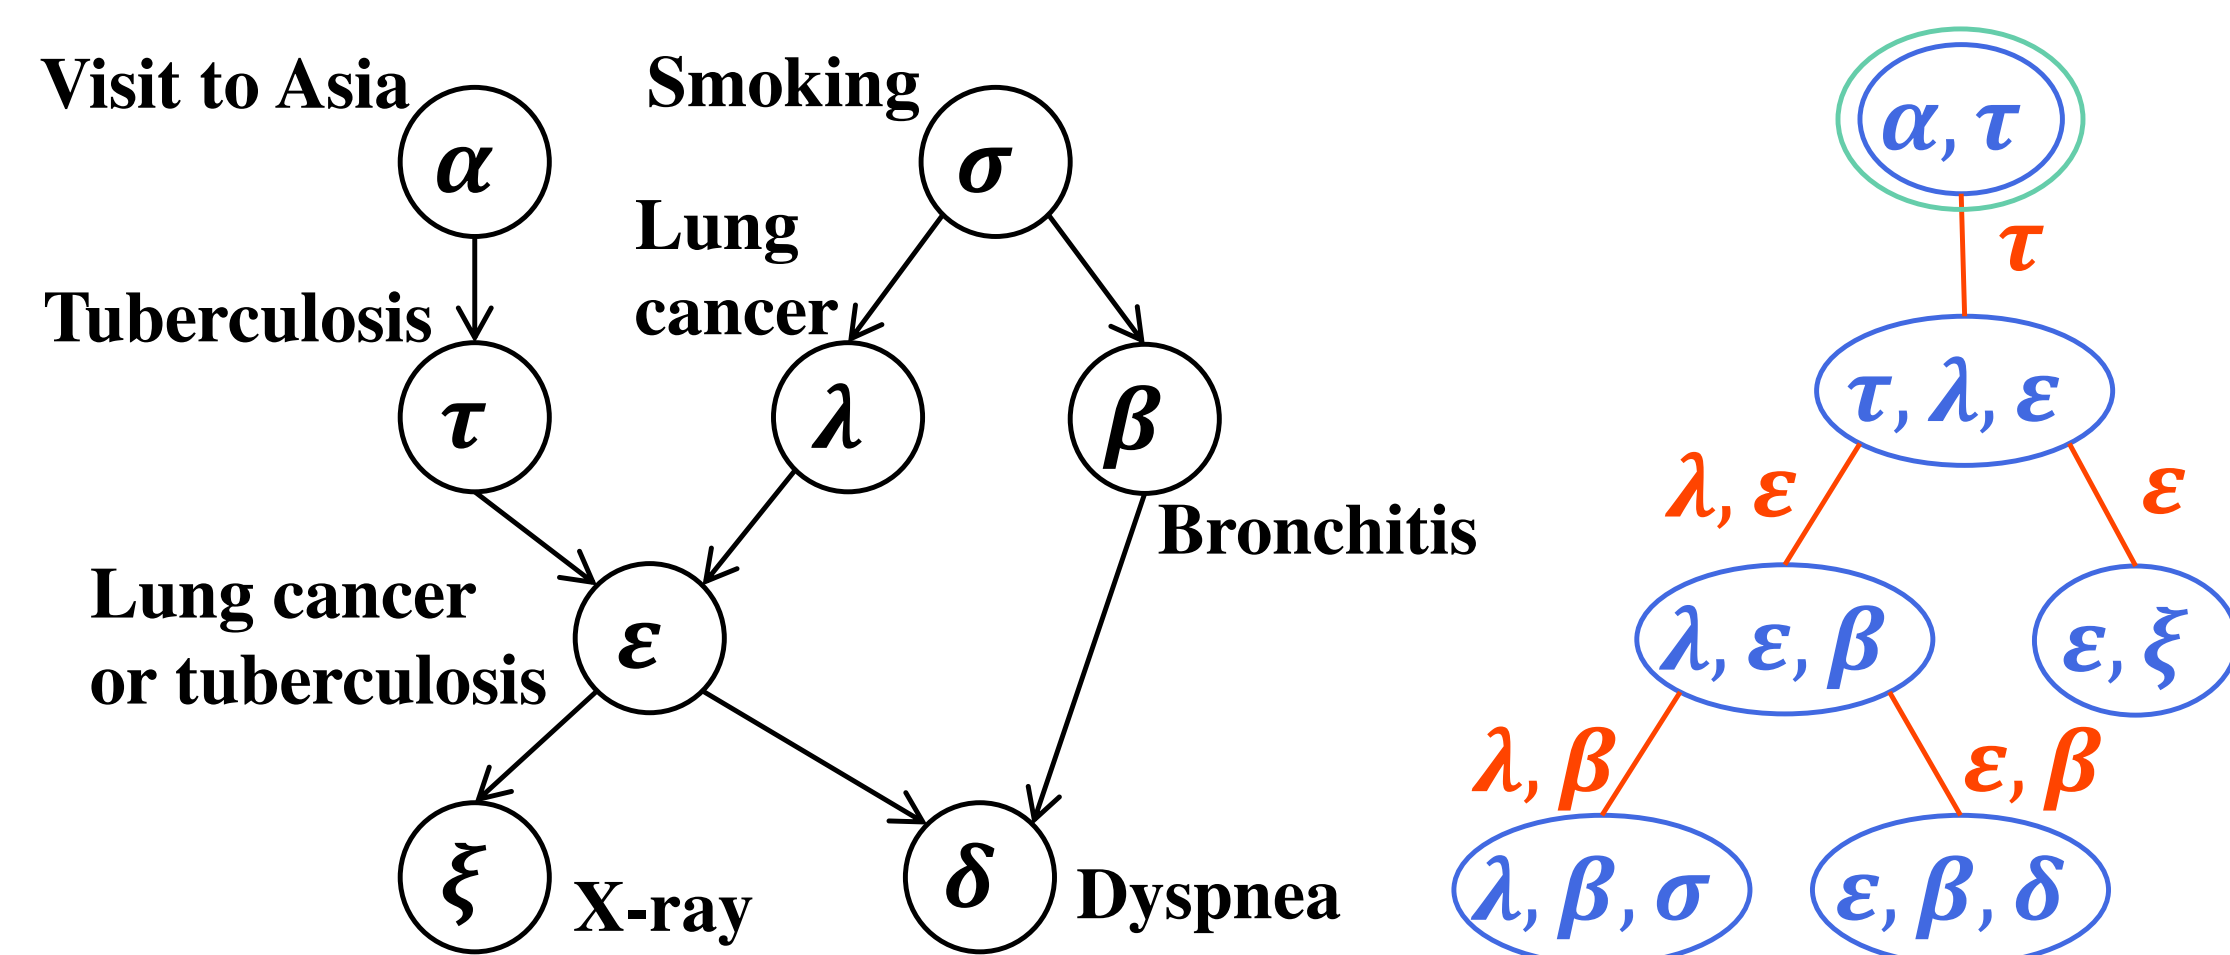 Visit to Asia
α
Smoking
σ
Lung
cancer
Tuberculosis
τ
λ
β
Bronchitis
Lung cancer
or tuberculosis
ε
ξ
X-ray
δ
Dyspnea
α, τ
τ
τ, λ, ε
λ, ε
ε
λ, ε, β
ε, ξ
λ, β
ε, β
λ, β, σ
ε, β, δ